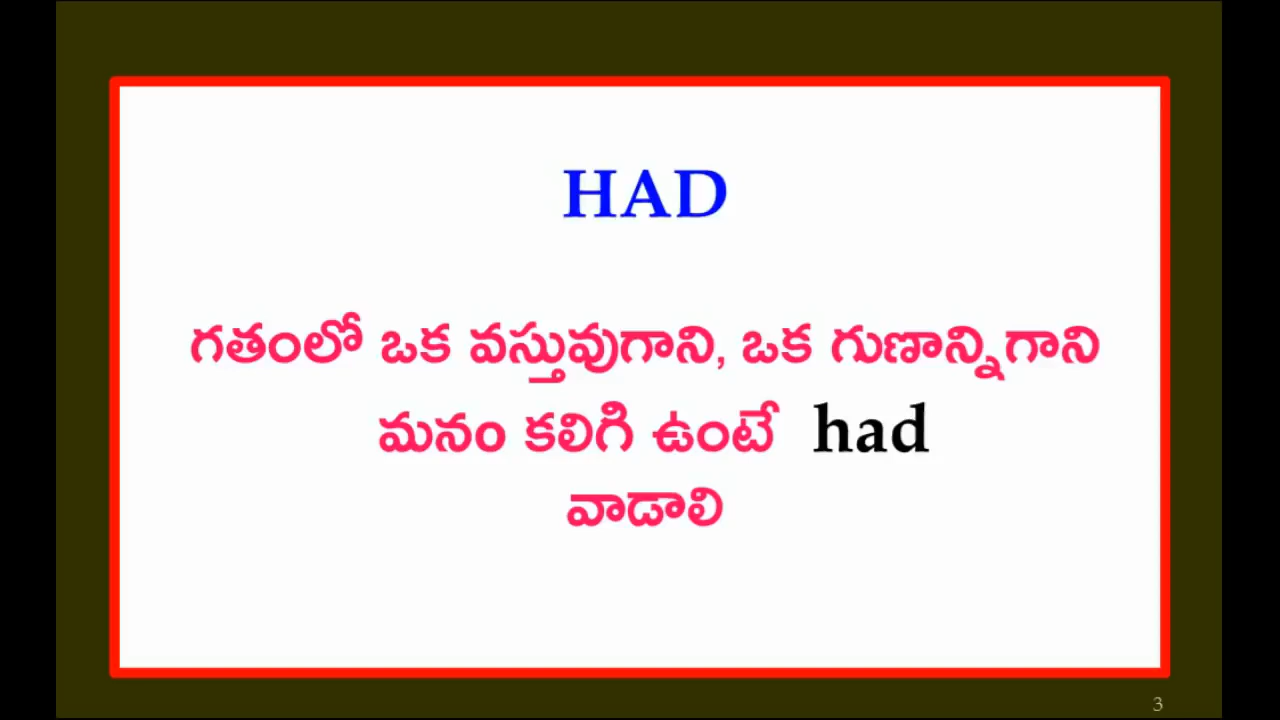 HAD
గతంలో ఒక వస్తువుగాని, ఒక గుణాన్నిగాని
మనం కలిగి ఉంటే had
వాడాలి
3